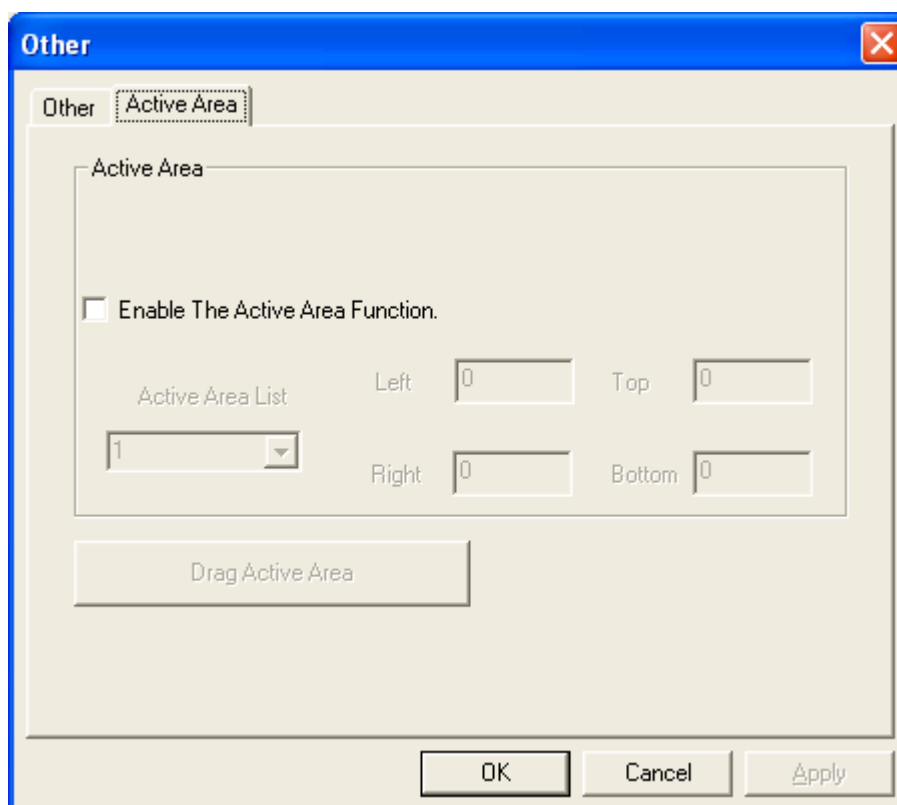 Other
Other Active Area
Active Area
Enable The Active Area Function.
Left 0 Top 0
Active Area List
1
Right 0 Bottom 0
Drag Active Area
OK Cancel Apply